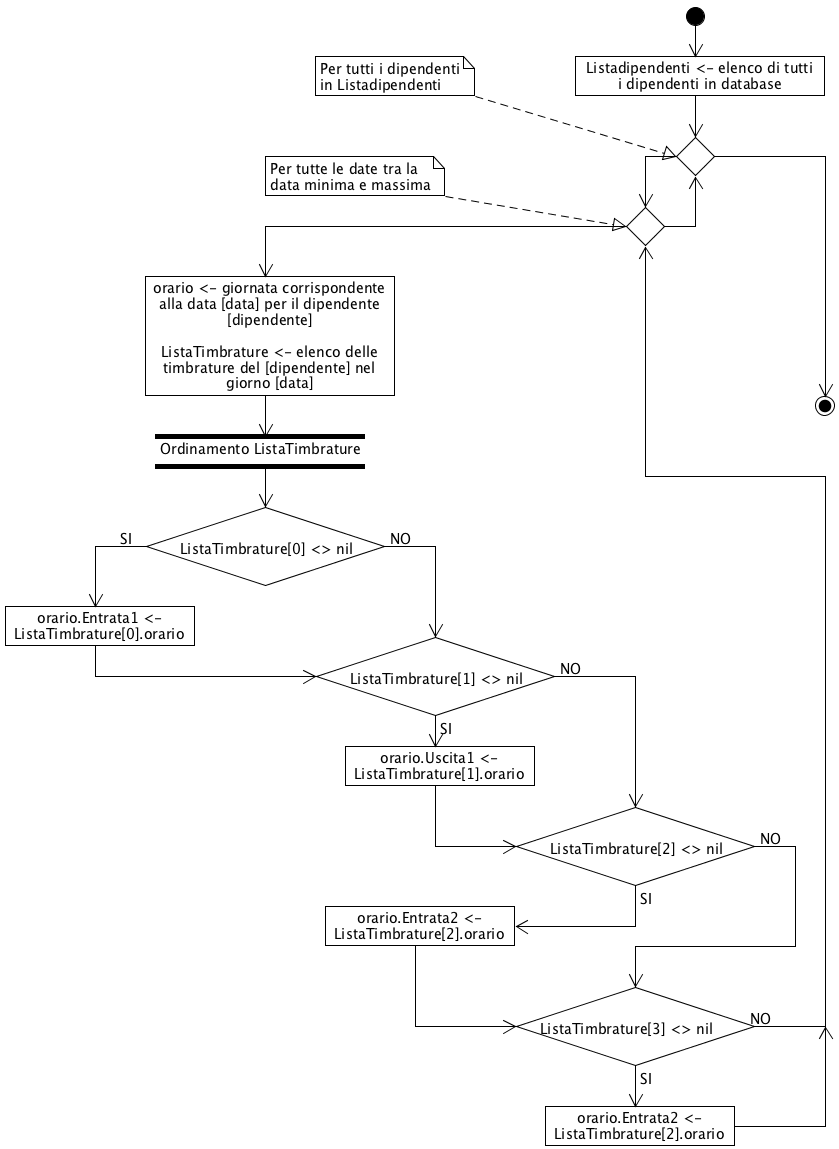 Per tutti i dipendenti
in Listadipendenti
Listadipendenti <- elenco di tutti
i dipendenti in database
Per tutte le date tra la
data minima e massima
orario <- giornata corrispondente
alla data [data] per il dipendente
[dipendente]
ListaTimbrature <- elenco delle
timbrature del [dipendente] nel
giorno [data]
Ordinamento ListaTimbrature
SI
ListaTimbrature[0] <> nil
NO
orario.Entrata1 <-
ListaTimbrature[0].orario
ListaTimbrature[1] <> nil
NO
SI
orario.Uscita1 <-
ListaTimbrature[1].orario
ListaTimbrature[2] <> nil
NO
SI
orario.Entrata2 <-
ListaTimbrature[2].orario
ListaTimbrature[3] <> nil
NO
SI
orario.Entrata2 <-
ListaTimbrature[2].orario